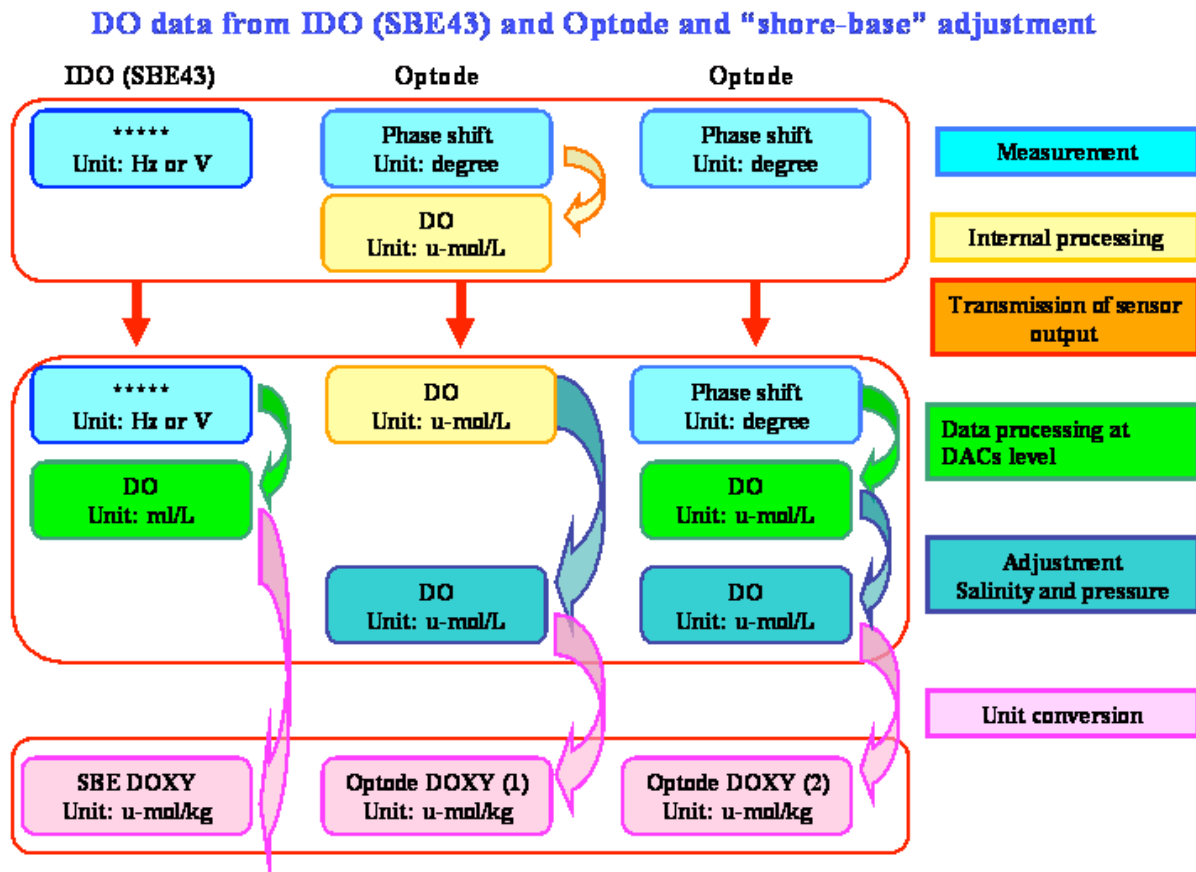 DO data from IDO (SBE43) and Optode and “shore-base” adjustment
IDO (SBE43)
Optode
Optode
*****
Unit: Hz or V
Phase shift
Unit: degree
Phase shift
Unit: degree
DO
Unit: u-mol/L
Measurement
Internal processing
Transmission of sensor
output
*****
Unit: Hz or V
DO
Unit: u-mol/L
Phase shift
Unit: degree
DO
Unit: ml/L
DO
Unit: u-mol/L
Data processing at
DACs level
DO
Unit: u-mol/L
DO
Unit: u-mol/L
Adjustment
Salinity and pressure
Unit conversion
SBE DOXY
Unit: u-mol/kg
Optode DOXY (1)
Unit: u-mol/kg
Optode DOXY (2)
Unit: u-mol/kg